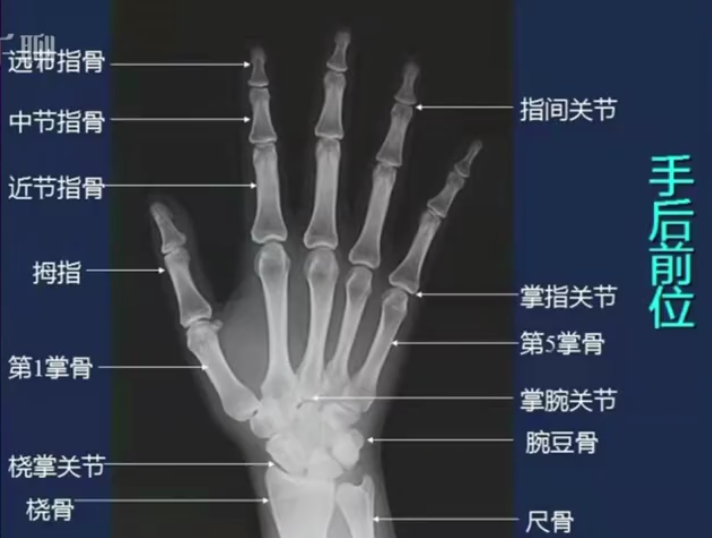 聊
远节指骨
中节指骨
近节指骨
拇指
第1掌骨
桡掌关节
桡骨
指间关节
掌指关节
第5掌骨
掌腕关节
腕豆骨
尺骨
手后前位